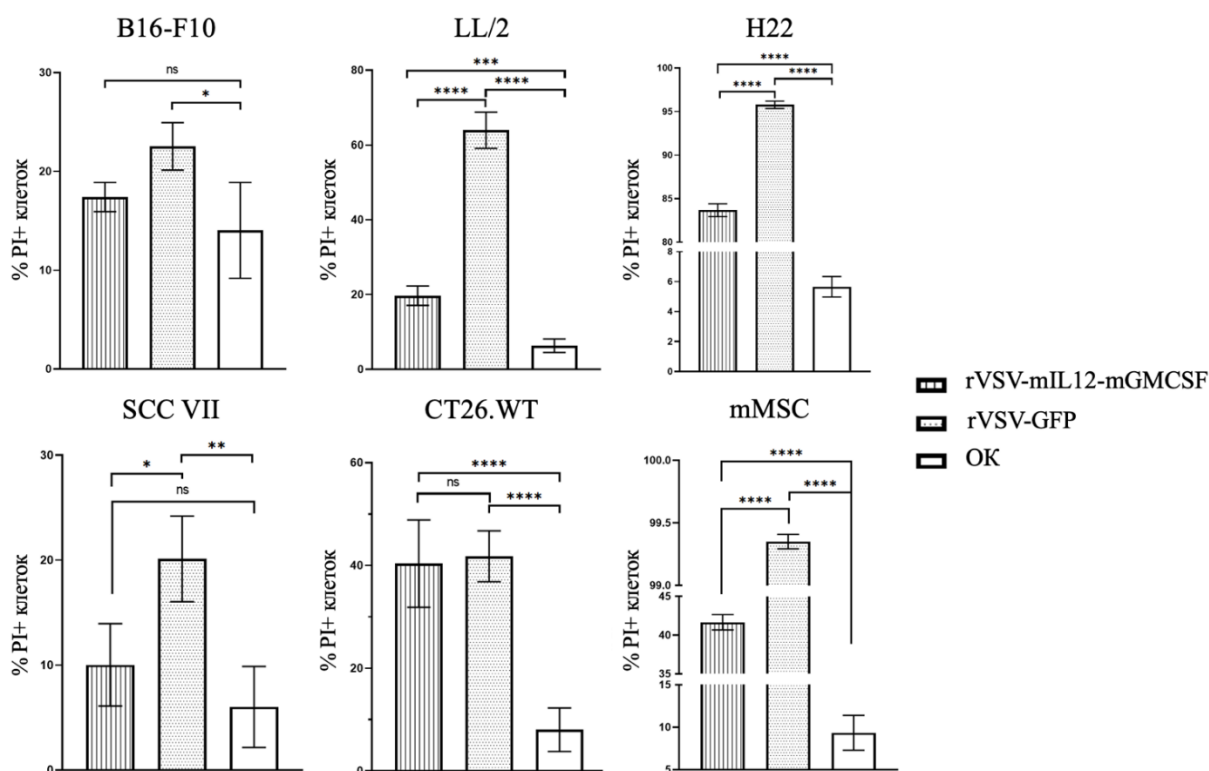 B16-F10
% PI+ клеток
30
20
10
0
ns
*
LL/2
% PI+ клеток
80
60
40
20
0
***
****
****
H22
% PI+ клеток
100
95
90
85
80
6
4
2
0
****
****
****
SCC VII
% PI+ клеток
30
20
10
0
*
**
ns
CT26.WT
% PI+ клеток
60
40
20
0
****
ns
****
mMSC
% PI+ клеток
100.0
99.5
99.0
45
40
35
15
10
5
****
****
****
rVSV-mIL12-mGMCSF
rVSV-GFP
ОК